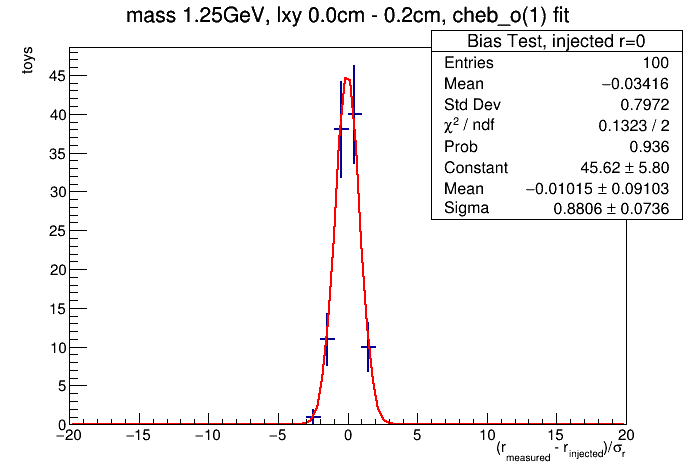 mass 1.25GeV, lxy 0.0cm - 0.2cm, cheb_o(1) fit
Bias Test, injected r=0
Entries 100
Mean −0.03416
Std Dev 0.7972
χ² / ndf 0.1323 / 2
Prob 0.936
Constant 45.62 ± 5.80
Mean −0.01015 ± 0.09103
Sigma 0.8806 ± 0.0736
toys
45
40
35
30
25
20
15
10
5
0
−20 −15 −10 −5 0 5 10 15 20
(r_measured - r_injected)/σ_r